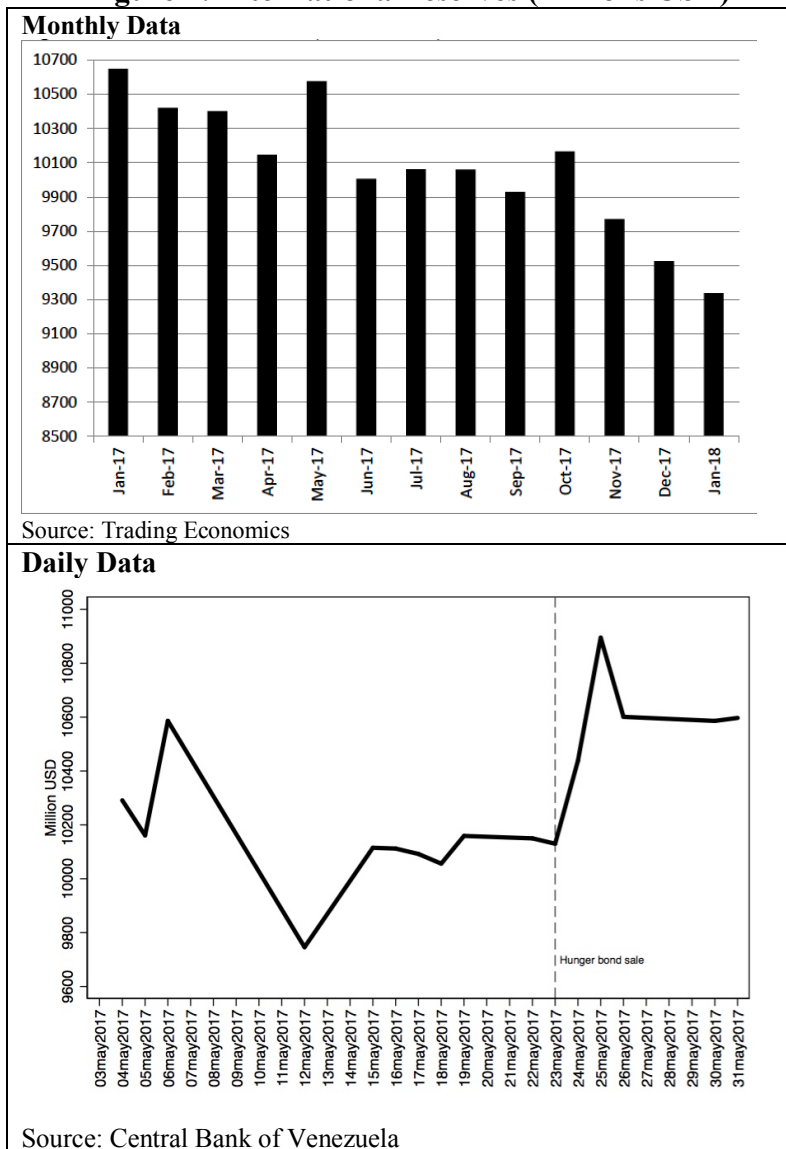 Monthly Data
10700
10500
10300
10100
9900
9700
9500
9300
9100
8900
8700
8500
Jan-17
Feb-17
Mar-17
Apr-17
May-17
Jun-17
Jul-17
Aug-17
Sep-17
Oct-17
Nov-17
Dec-17
Jan-18
Source: Trading Economics
Daily Data
Million USD
11000
10800
10600
10400
10200
10000
9800
9600
Hunger bond sale
03may2017
04may2017
05may2017
06may2017
07may2017
08may2017
09may2017
10may2017
11may2017
12may2017
13may2017
14may2017
15may2017
16may2017
17may2017
18may2017
19may2017
20may2017
21may2017
22may2017
23may2017
24may2017
25may2017
26may2017
27may2017
28may2017
29may2017
30may2017
31may2017
Source: Central Bank of Venezuela